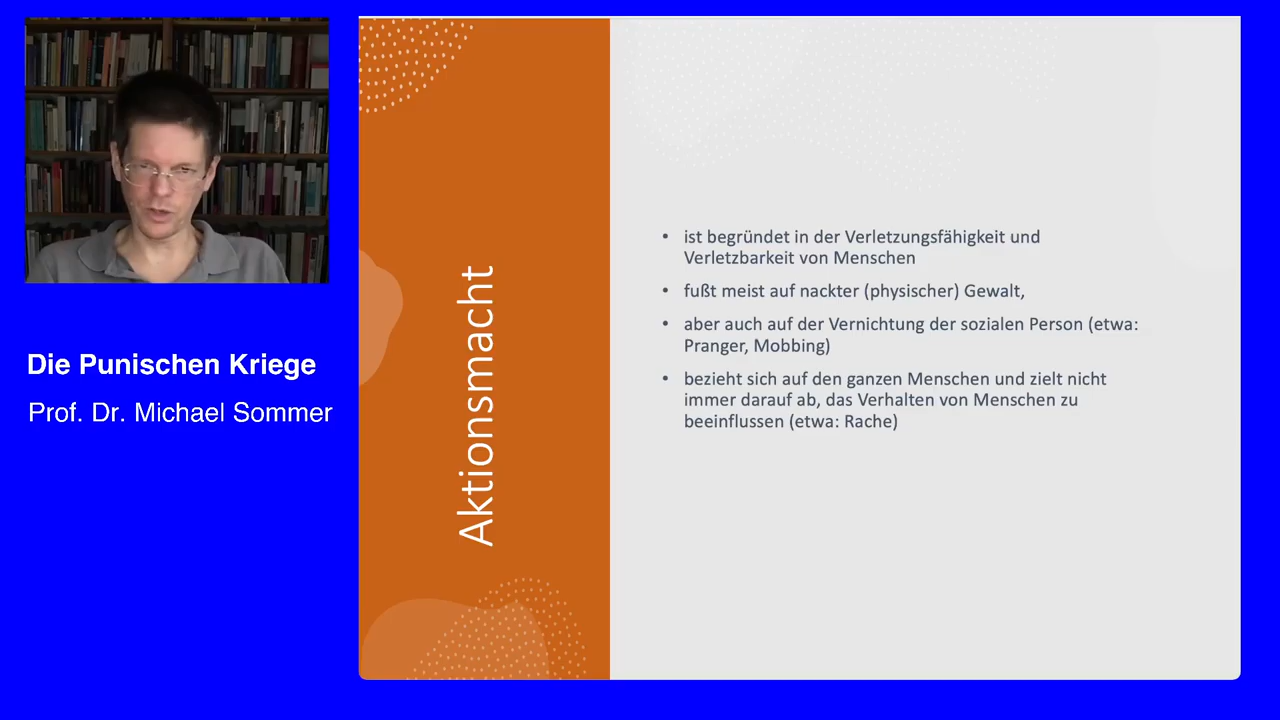 Die Punischen Kriege
Prof. Dr. Michael Sommer
Aktionsmacht
• ist begründet in der Verletzungsfähigkeit und
Verletzbarkeit von Menschen
• fußt meist auf nackter (physischer) Gewalt,
• aber auch auf der Vernichtung der sozialen Person (etwa:
Pranger, Mobbing)
• bezieht sich auf den ganzen Menschen und zielt nicht
immer darauf ab, das Verhalten von Menschen zu
beeinflussen (etwa: Rache)